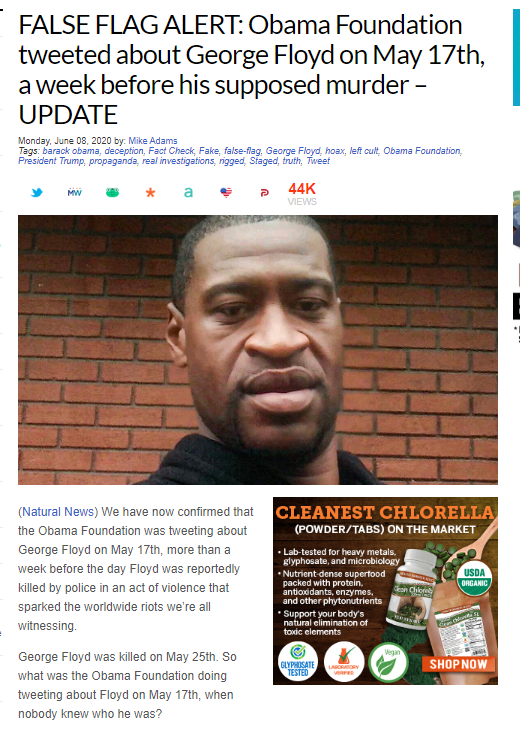 FALSE FLAG ALERT: Obama Foundation
tweeted about George Floyd on May 17th,
a week before his supposed murder –
UPDATE
Monday, June 08, 2020 by: Mike Adams
Tags: barack obama, deception, Fact Check, Fake, false-flag, George Floyd, hoax, left cult, Obama Foundation,
President Trump, propaganda, real investigations, rigged, Staged, truth, Tweet
MW
a
44K
VIEWS
(Natural News) We have now confirmed that
the Obama Foundation was tweeting about
George Floyd on May 17th, more than a
week before the day Floyd was reportedly
killed by police in an act of violence that
sparked the worldwide riots we're all
witnessing.
George Floyd was killed on May 25th. So
what was the Obama Foundation doing
tweeting about Floyd on May 17th, when
nobody knew who he was?
CLEANEST CHLORELLA
(POWDER/TABS) ON THE MARKET
• Lab-tested for heavy metals,
glyphosate, and microbiology
• Nutrient-dense superfood
packed with protein,
antioxidants, enzymes,
and other phytonutrients
• Support your body's
natural elimination of
toxic elements
USDA
ORGANIC
Clean Chlorella
Clean Chlorella SL
GLYPHOSATE
TESTED
LABORATORY
VERIFIED
Vegan
SHOP NOW